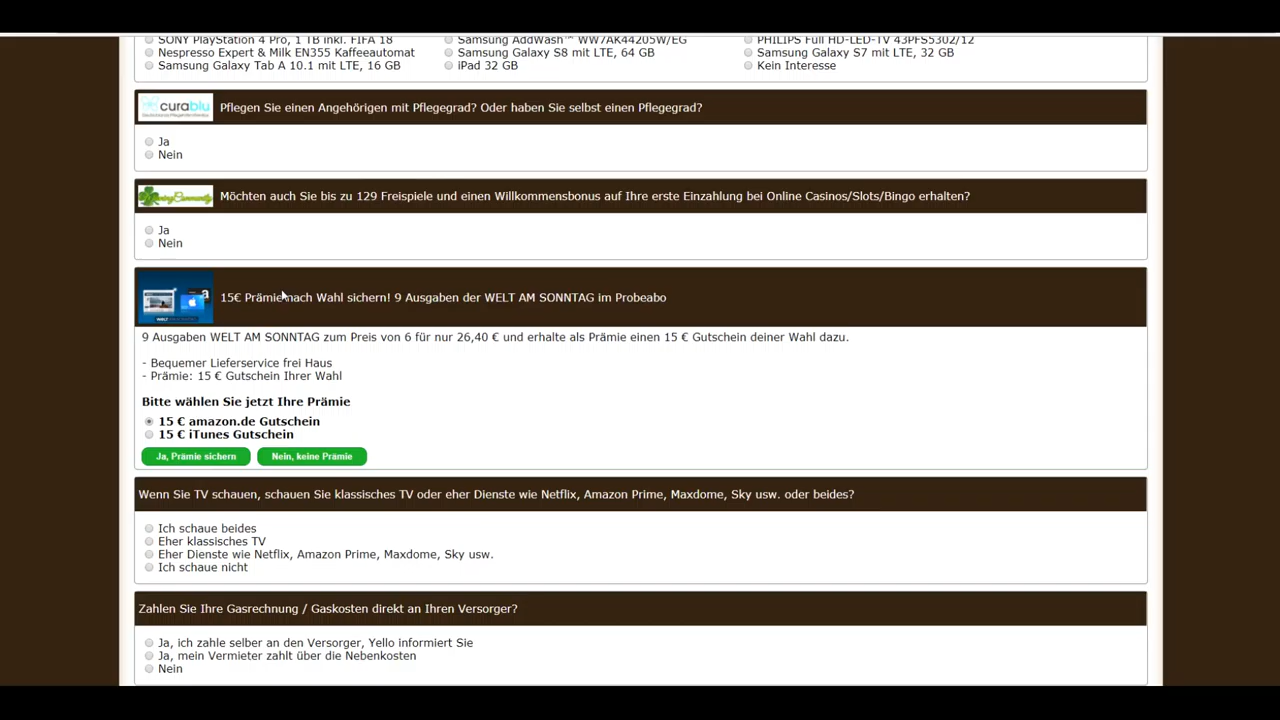 SONY PlayStation 4 Pro, 1 TB inkl. FIFA 18
Samsung AddWash™ WW7AK44205W/EG
PHILIPS Full HD-LED-TV 43PFS5302/12
Nespresso Expert & Milk EN355 Kaffeeautomat
Samsung Galaxy S8 mit LTE, 64 GB
Samsung Galaxy S7 mit LTE, 32 GB
Samsung Galaxy Tab A 10.1 mit LTE, 16 GB
iPad 32 GB
Kein Interesse
curablu
Pflegen Sie einen Angehörigen mit Pflegegrad? Oder haben Sie selbst einen Pflegegrad?
Ja
Nein
Möchten auch Sie bis zu 129 Freispiele und einen Willkommensbonus auf Ihre erste Einzahlung bei Online Casinos/Slots/Bingo erhalten?
Ja
Nein
15€ Prämie nach Wahl sichern! 9 Ausgaben der WELT AM SONNTAG im Probeabo
9 Ausgaben WELT AM SONNTAG zum Preis von 6 für nur 26,40 € und erhalte als Prämie einen 15 € Gutschein deiner Wahl dazu.
- Bequemer Lieferservice frei Haus
- Prämie: 15 € Gutschein Ihrer Wahl
Bitte wählen Sie jetzt Ihre Prämie
15 € amazon.de Gutschein
15 € iTunes Gutschein
Ja, Prämie sichern
Nein, keine Prämie
Wenn Sie TV schauen, schauen Sie klassisches TV oder eher Dienste wie Netflix, Amazon Prime, Maxdome, Sky usw. oder beides?
Ich schaue beides
Eher klassisches TV
Eher Dienste wie Netflix, Amazon Prime, Maxdome, Sky usw.
Ich schaue nicht
Zahlen Sie Ihre Gasrechnung / Gaskosten direkt an Ihren Versorger?
Ja, ich zahle selber an den Versorger, Yello informiert Sie
Ja, mein Vermieter zahlt über die Nebenkosten
Nein